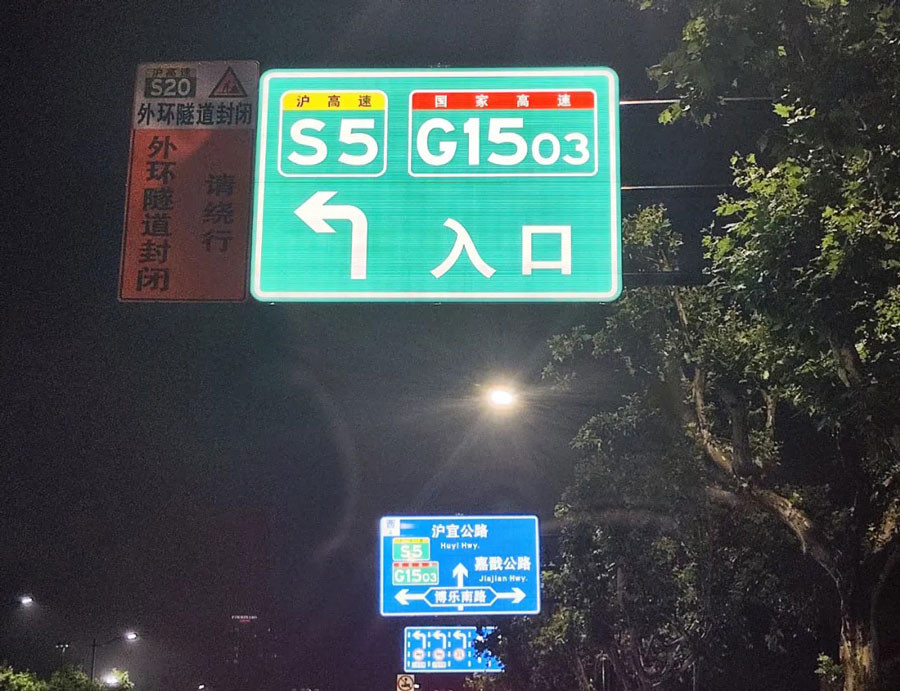 沪高速
S20
外环隧道封闭
外环隧道封闭
请绕行
沪高速
S5
国家高速
G1503
入口
西
沪宜公路
Huyi Hwy.
S5
G1503
嘉戬公路
Jiajian Hwy.
博乐南路